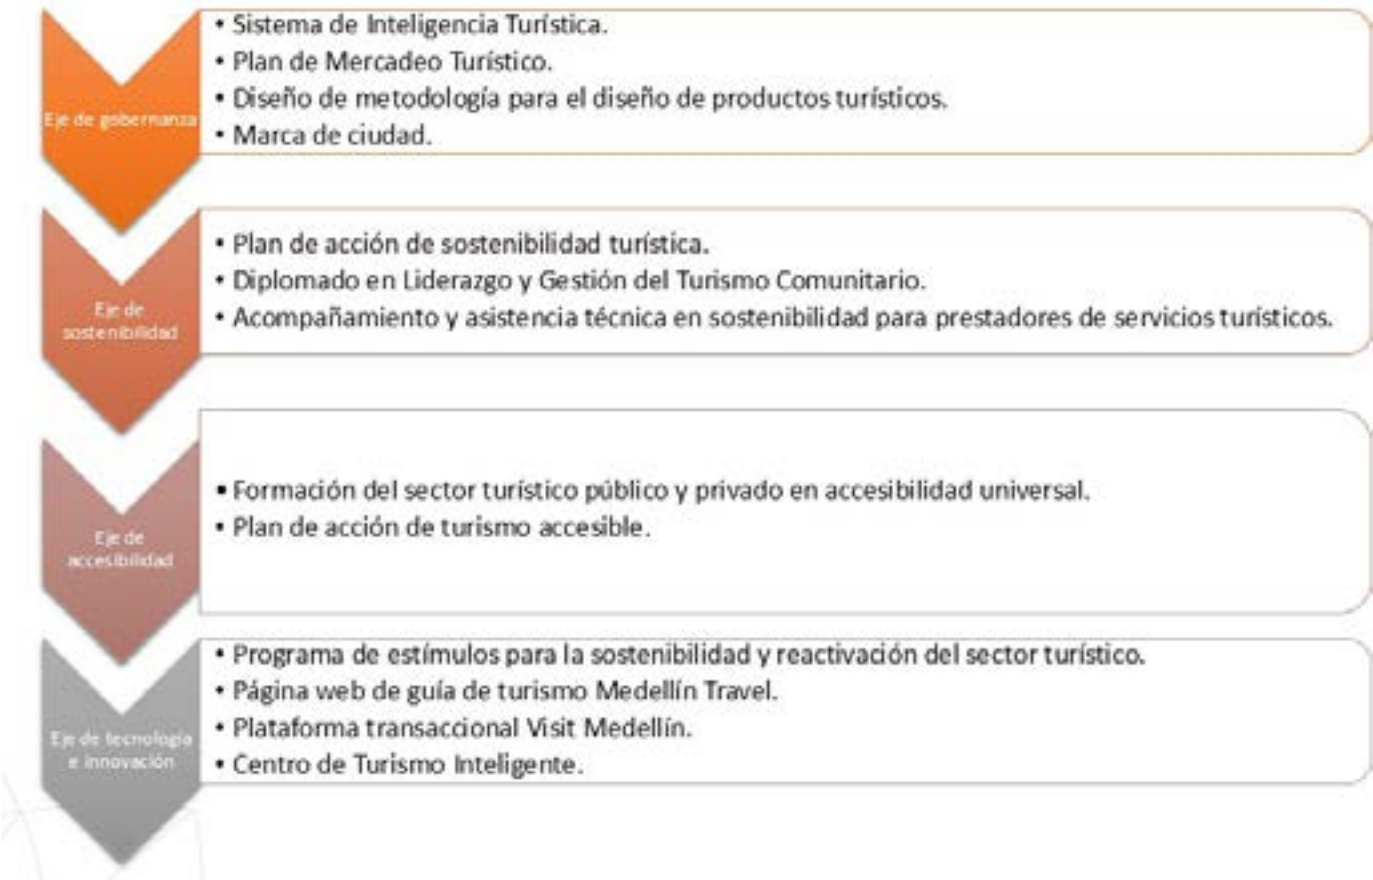 Eje de gobernanza
• Sistema de Inteligencia Turística.
• Plan de Mercadeo Turístico.
• Diseño de metodología para el diseño de productos turísticos.
• Marca de ciudad.
Eje de
sostenibilidad
• Plan de acción de sostenibilidad turística.
• Diplomado en Liderazgo y Gestión del Turismo Comunitario.
• Acompañamiento y asistencia técnica en sostenibilidad para prestadores de servicios turísticos.
Eje de
accesibilidad
• Formación del sector turístico público y privado en accesibilidad universal.
• Plan de acción de turismo accesible.
Eje de tecnología
e innovación
• Programa de estímulos para la sostenibilidad y reactivación del sector turístico.
• Página web de guía de turismo Medellín Travel.
• Plataforma transaccional Visit Medellín.
• Centro de Turismo Inteligente.